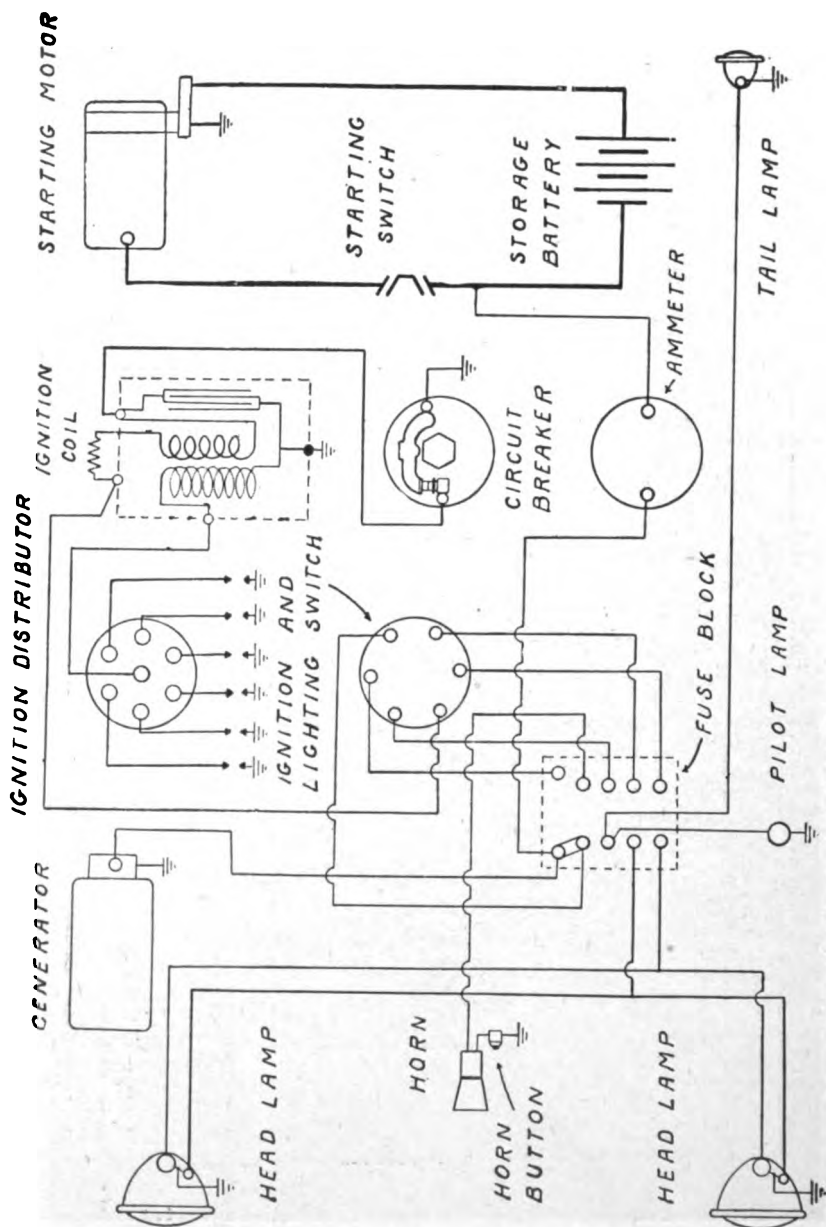 STARTING MOTOR
STARTING
SWITCH
STORAGE
BATTERY
TAIL LAMP
IGNITION
COIL
CIRCUIT
BREAKER
AMMETER
IGNITION DISTRIBUTOR
IGNITION AND
LIGHTING SWITCH
FUSE BLOCK
PILOT LAMP
GENERATOR
HEAD LAMP
HORN
HORN
BUTTON
HEAD LAMP